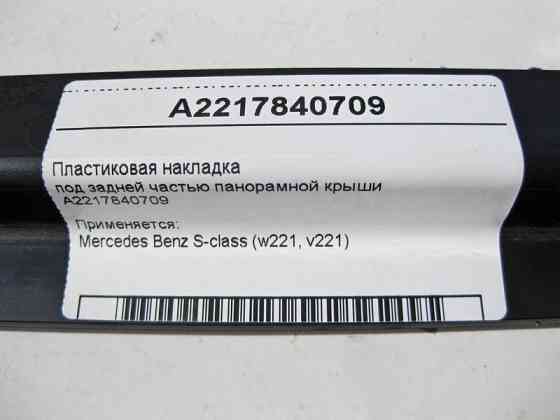 A2217840709
Пластиковая накладка
под задней частью панорамной крыши
A2217840709
Применяется:
Mercedes Benz S-class (w221, v221)